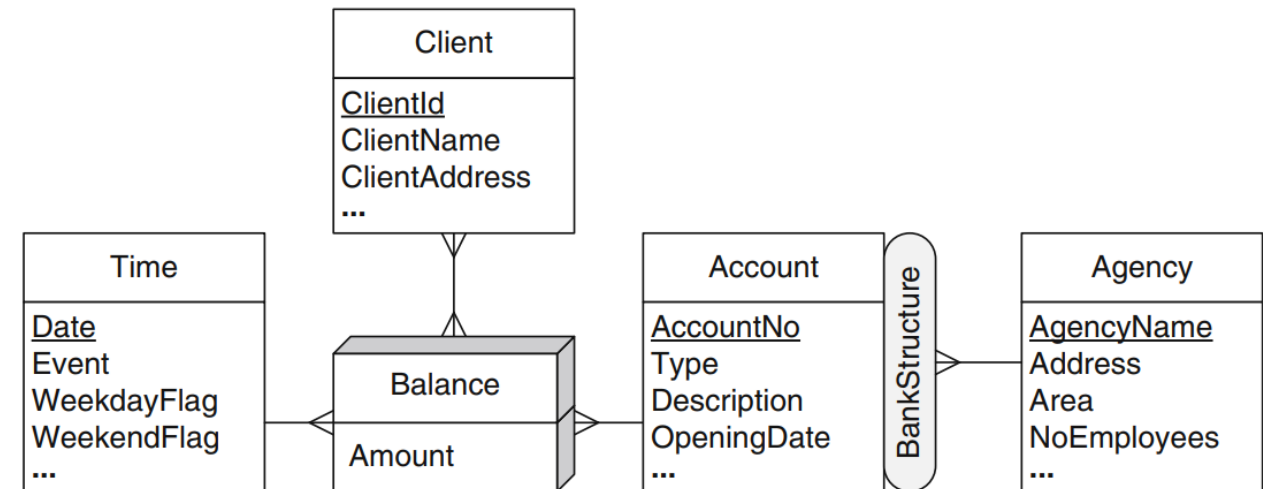 Client
ClientId
ClientName
ClientAddress
...
Time
Date
Event
WeekdayFlag
WeekendFlag
...
Balance
Amount
Account
AccountNo
Type
Description
OpeningDate
...
BankStructure
Agency
AgencyName
Address
Area
NoEmployees
...